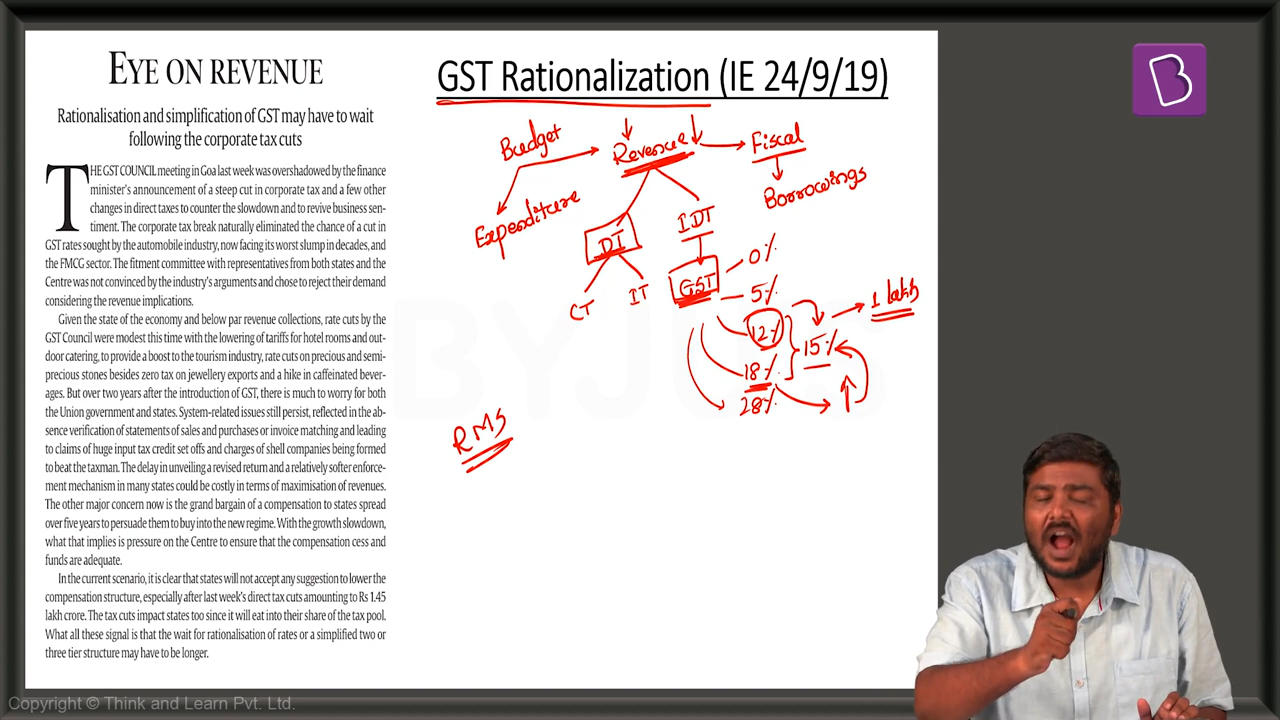 EYE ON REVENUE
Rationalisation and simplification of GST may have to wait
following the corporate tax cuts
THE GST COUNCIL meeting in Goa last week was overshadowed by the finance
minister's announcement of a steep cut in corporate tax and a few other
changes in direct taxes to counter the slowdown and to revive business sen-
timent. The corporate tax break naturally eliminated the chance of a cut in
GST rates sought by the automobile industry, now facing its worst slump in decades, and
the FMCG sector. The fitment committee with representatives from both states and the
Centre was not convinced by the industry's arguments and chose to reject their demand
considering the revenue implications.
Given the state of the economy and below par revenue collections, rate cuts by the
GST Council were modest this time with the lowering of tariffs for hotel rooms and out-
door catering, to provide a boost to the tourism industry, rate cuts on precious and semi-
precious stones besides zero tax on jewellery exports and a hike in caffeinated bever-
ages. But over two years after the introduction of GST, there is much to worry for both
the Union government and states. System-related issues still persist, reflected in the ab-
sence verification of statements of sales and purchases or invoice matching and leading
to claims of huge input tax credit set offs and charges of shell companies being formed
to beat the taxman. The delay in unveiling a revised return and a relatively softer enforce-
ment mechanism in many states could be costly in terms of maximisation of revenues.
The other major concern now is the grand bargain of a compensation to states spread
over five years to persuade them to buy into the new regime. With the growth slowdown,
what that implies is pressure on the Centre to ensure that the compensation cess and
funds are adequate.
In the current scenario, it is clear that states will not accept any suggestion to lower the
compensation structure, especially after last week's direct tax cuts amounting to Rs 1.45
lakh crore. The tax cuts impact states too since it will eat into their share of the tax pool.
What all these signal is that the wait for rationalisation of rates or a simplified two or
three tier structure may have to be longer.
GST Rationalization (IE 24/9/19)
Budget
Revenue
Fiscal
Borrowings
Expenditure
DT
IDT
CT
IT
GST
0%
5%
12%
18%
28%
15%
1 lakh
RMS
B
BYJU'S
Copyright © Think and Learn Pvt. Ltd.